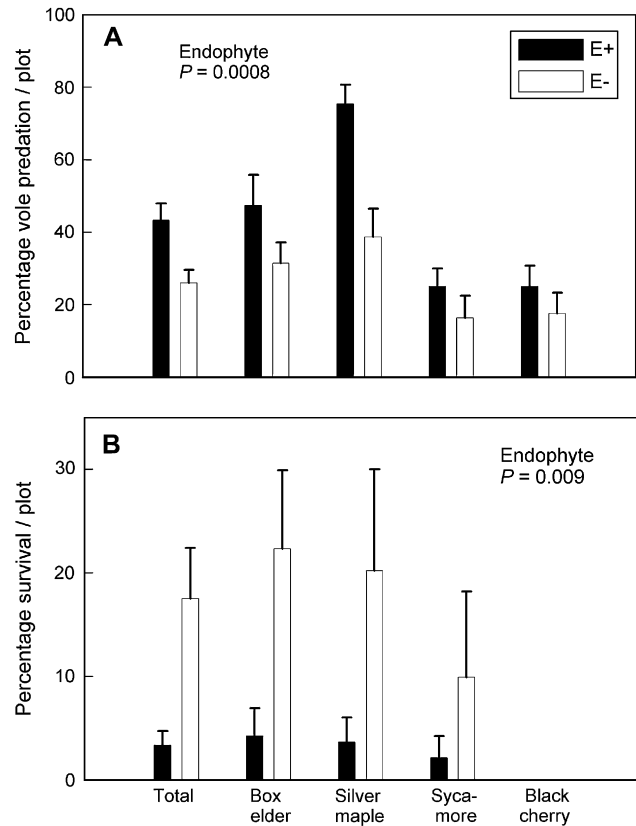 100
A
Endophyte
P = 0.0008
E+
E-
80
60
40
20
0
Percentage vole predation / plot
B
Endophyte
P = 0.009
30
20
10
0
Percentage survival / plot
Total
Box
elder
Silver
maple
Syca-
more
Black
cherry